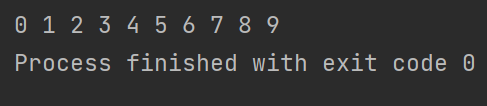 0 1 2 3 4 5 6 7 8 9
Process finished with exit code 0